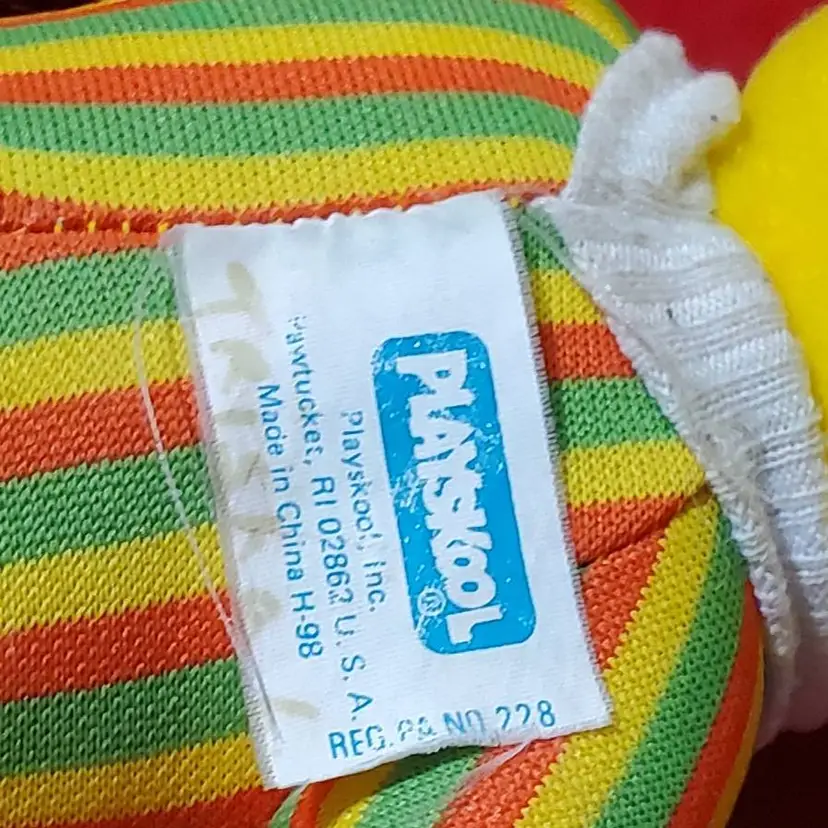 PLAYSKOOL®
Playskool, Inc.
Pawtucket, RI 02862 U.S.A.
Made in China H-98
REG. PA NO. 228